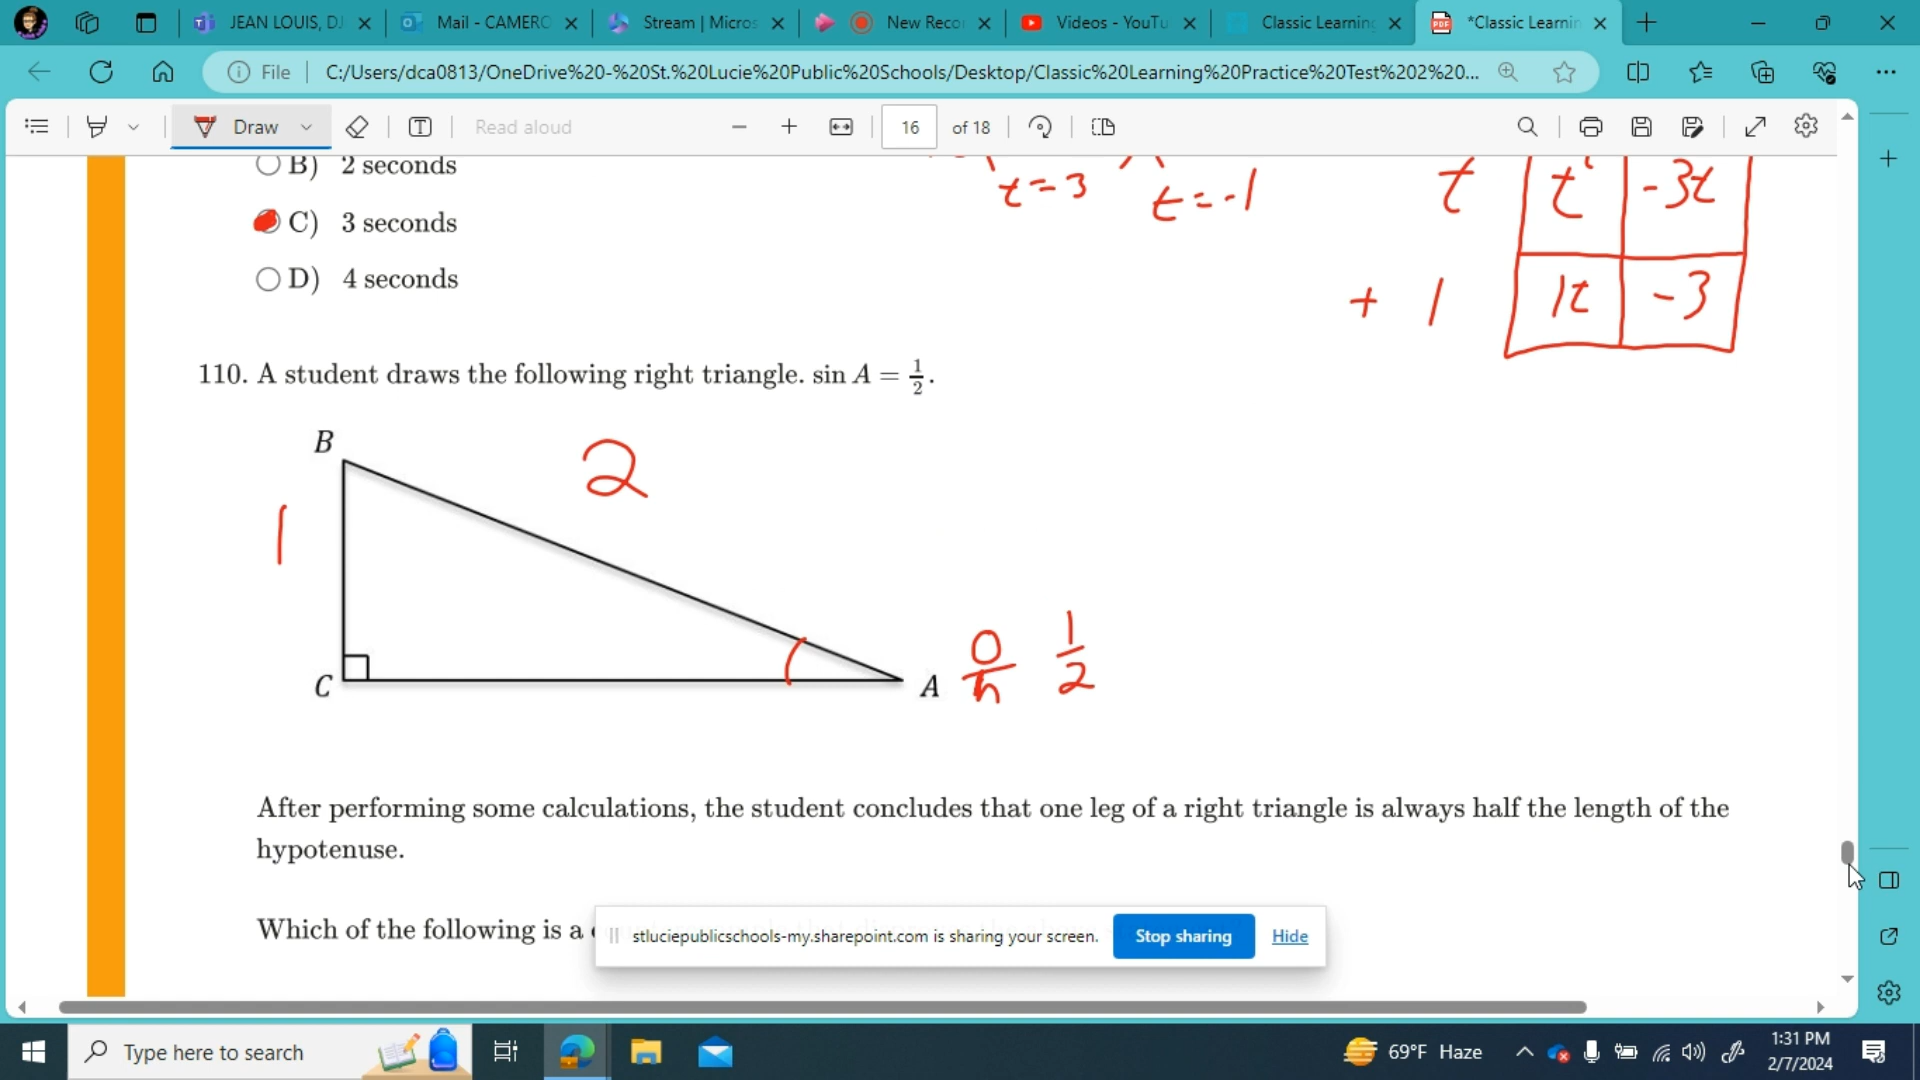 JEAN LOUIS, DJ
Mail - CAMERO
Stream | Micros
New Reco
Videos - YouTu
Classic Learning
*Classic Learnin
File
C:/Users/dca0813/OneDrive%20-%20St.%20Lucie%20Public%20Schools/Desktop/Classic%20Learning%20Practice%20Test%202%20...
Draw
Read aloud
16 of 18
B) 2 seconds
C) 3 seconds
D) 4 seconds
t=3
t=-1
t
t² -3t
+ 1
1t -3
110. A student draws the following right triangle. sin A = 1/2.
B
2
1
C
A
O/h 1/2
After performing some calculations, the student concludes that one leg of a right triangle is always half the length of the
hypotenuse.
Which of the following is a
stluciepublicschools-my.sharepoint.com is sharing your screen.
Stop sharing
Hide
Type here to search
69°F Haze
1:31 PM
2/7/2024